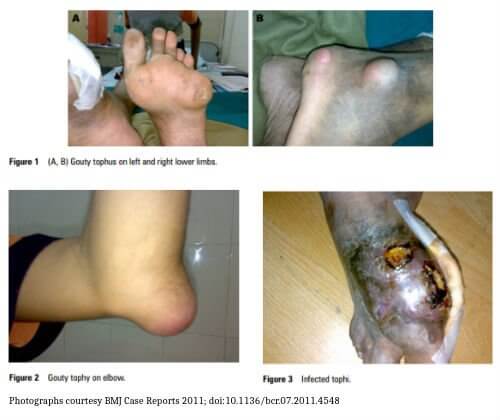 A
B
Figure 1 (A, B) Gouty tophus on left and right lower limbs.
Figure 2 Gouty tophy on elbow.
Figure 3 Infected tophi.
Photographs courtesy BMJ Case Reports 2011; doi:10.1136/bcr.07.2011.4548